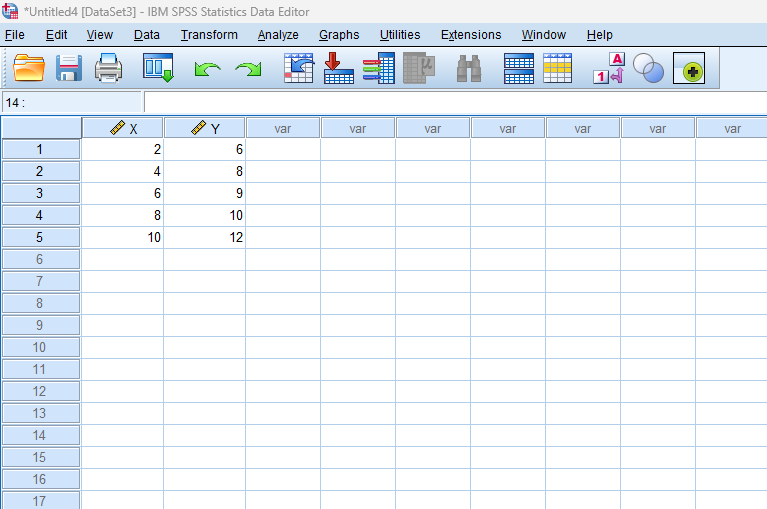 *Untitled4 [DataSet3] - IBM SPSS Statistics Data Editor
File Edit View Data Transform Analyze Graphs Utilities Extensions Window Help
1 A
μ
14 :
X Y var var var var var var var
1 2 6
2 4 8
3 6 9
4 8 10
5 10 12
6
7
8
9
10
11
12
13
14
15
16
17